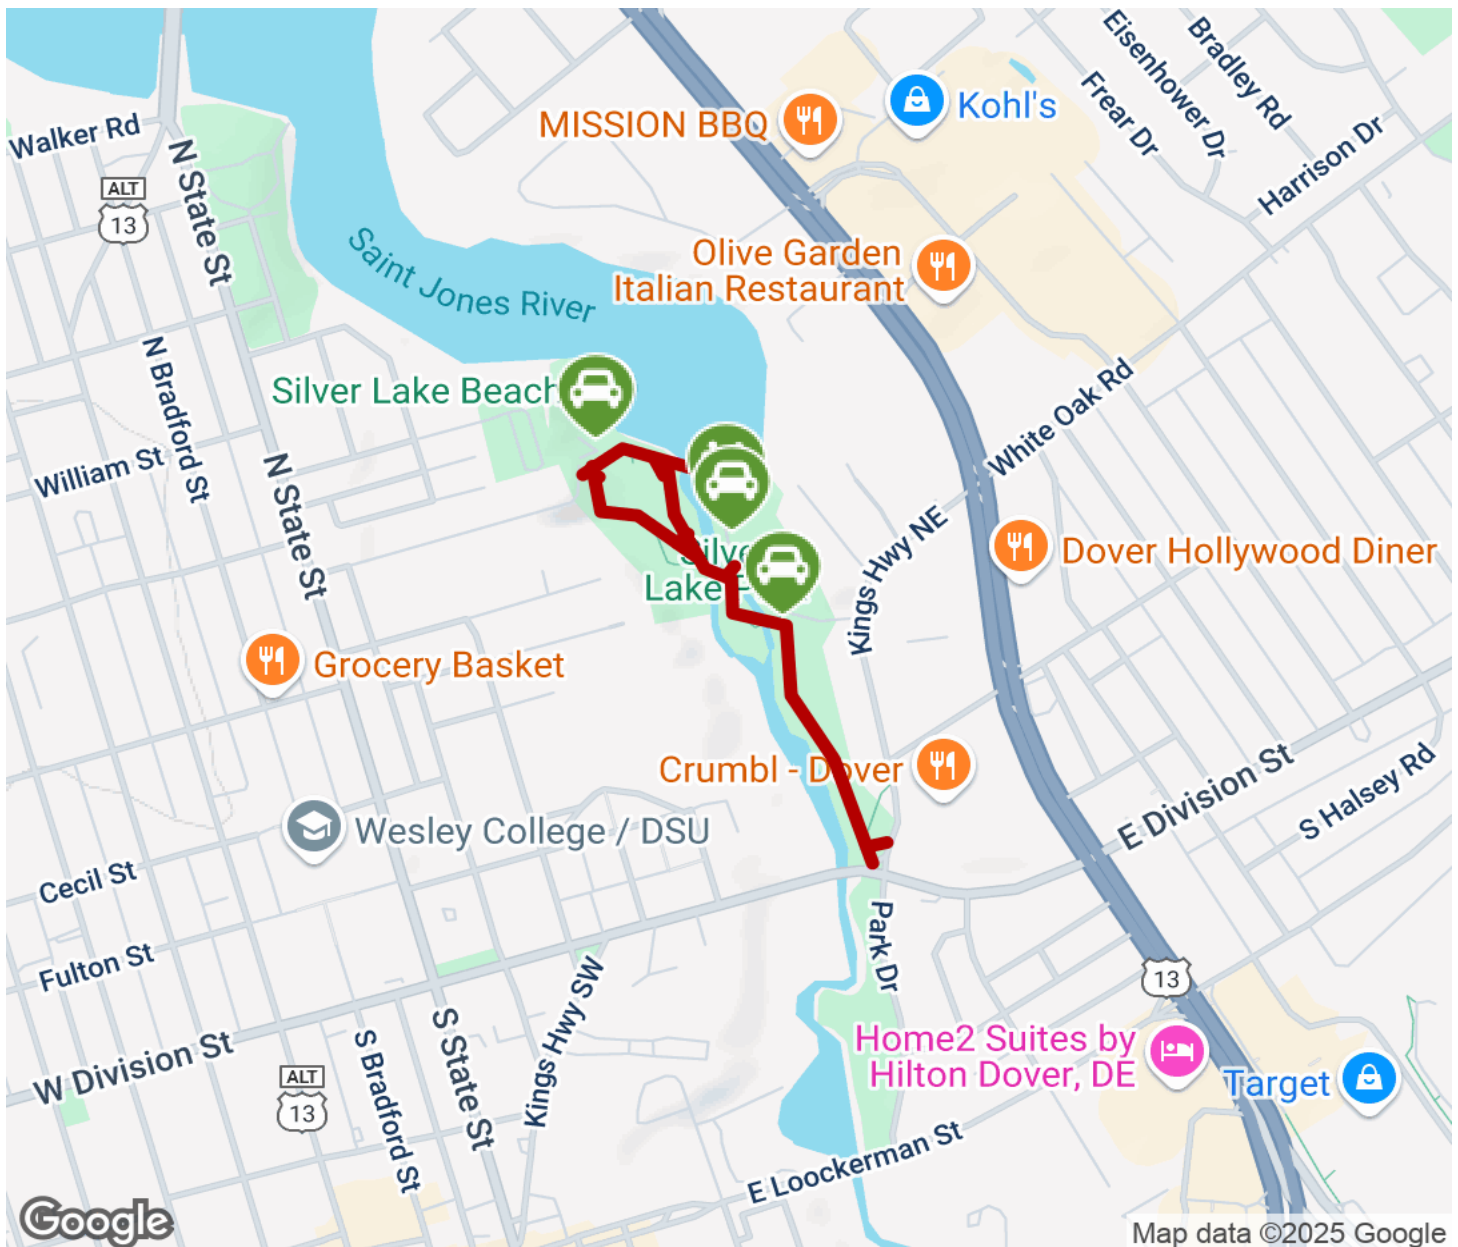 Eisenhower Dr
Bradley Rd
Frear Dr
Harrison Dr
MISSION BBQ
Kohl's
Walker Rd
ALT
13
N State St
Saint Jones River
Olive Garden
Italian Restaurant
Silver Lake Beach
N Bradford St
White Oak Rd
William St
N State St
Kings Hwy NE
Dover Hollywood Diner
Silve
Lake P
Grocery Basket
Crumbl - Dover
Wesley College / DSU
E Division St
S Halsey Rd
Cecil St
Fulton St
Park Dr
13
Kings Hwy SW
W Division St
S State St
S Bradford St
ALT
13
Home2 Suites by
Hilton Dover, DE
Target
E Loockerman St
Google
Map data ©2025 Google